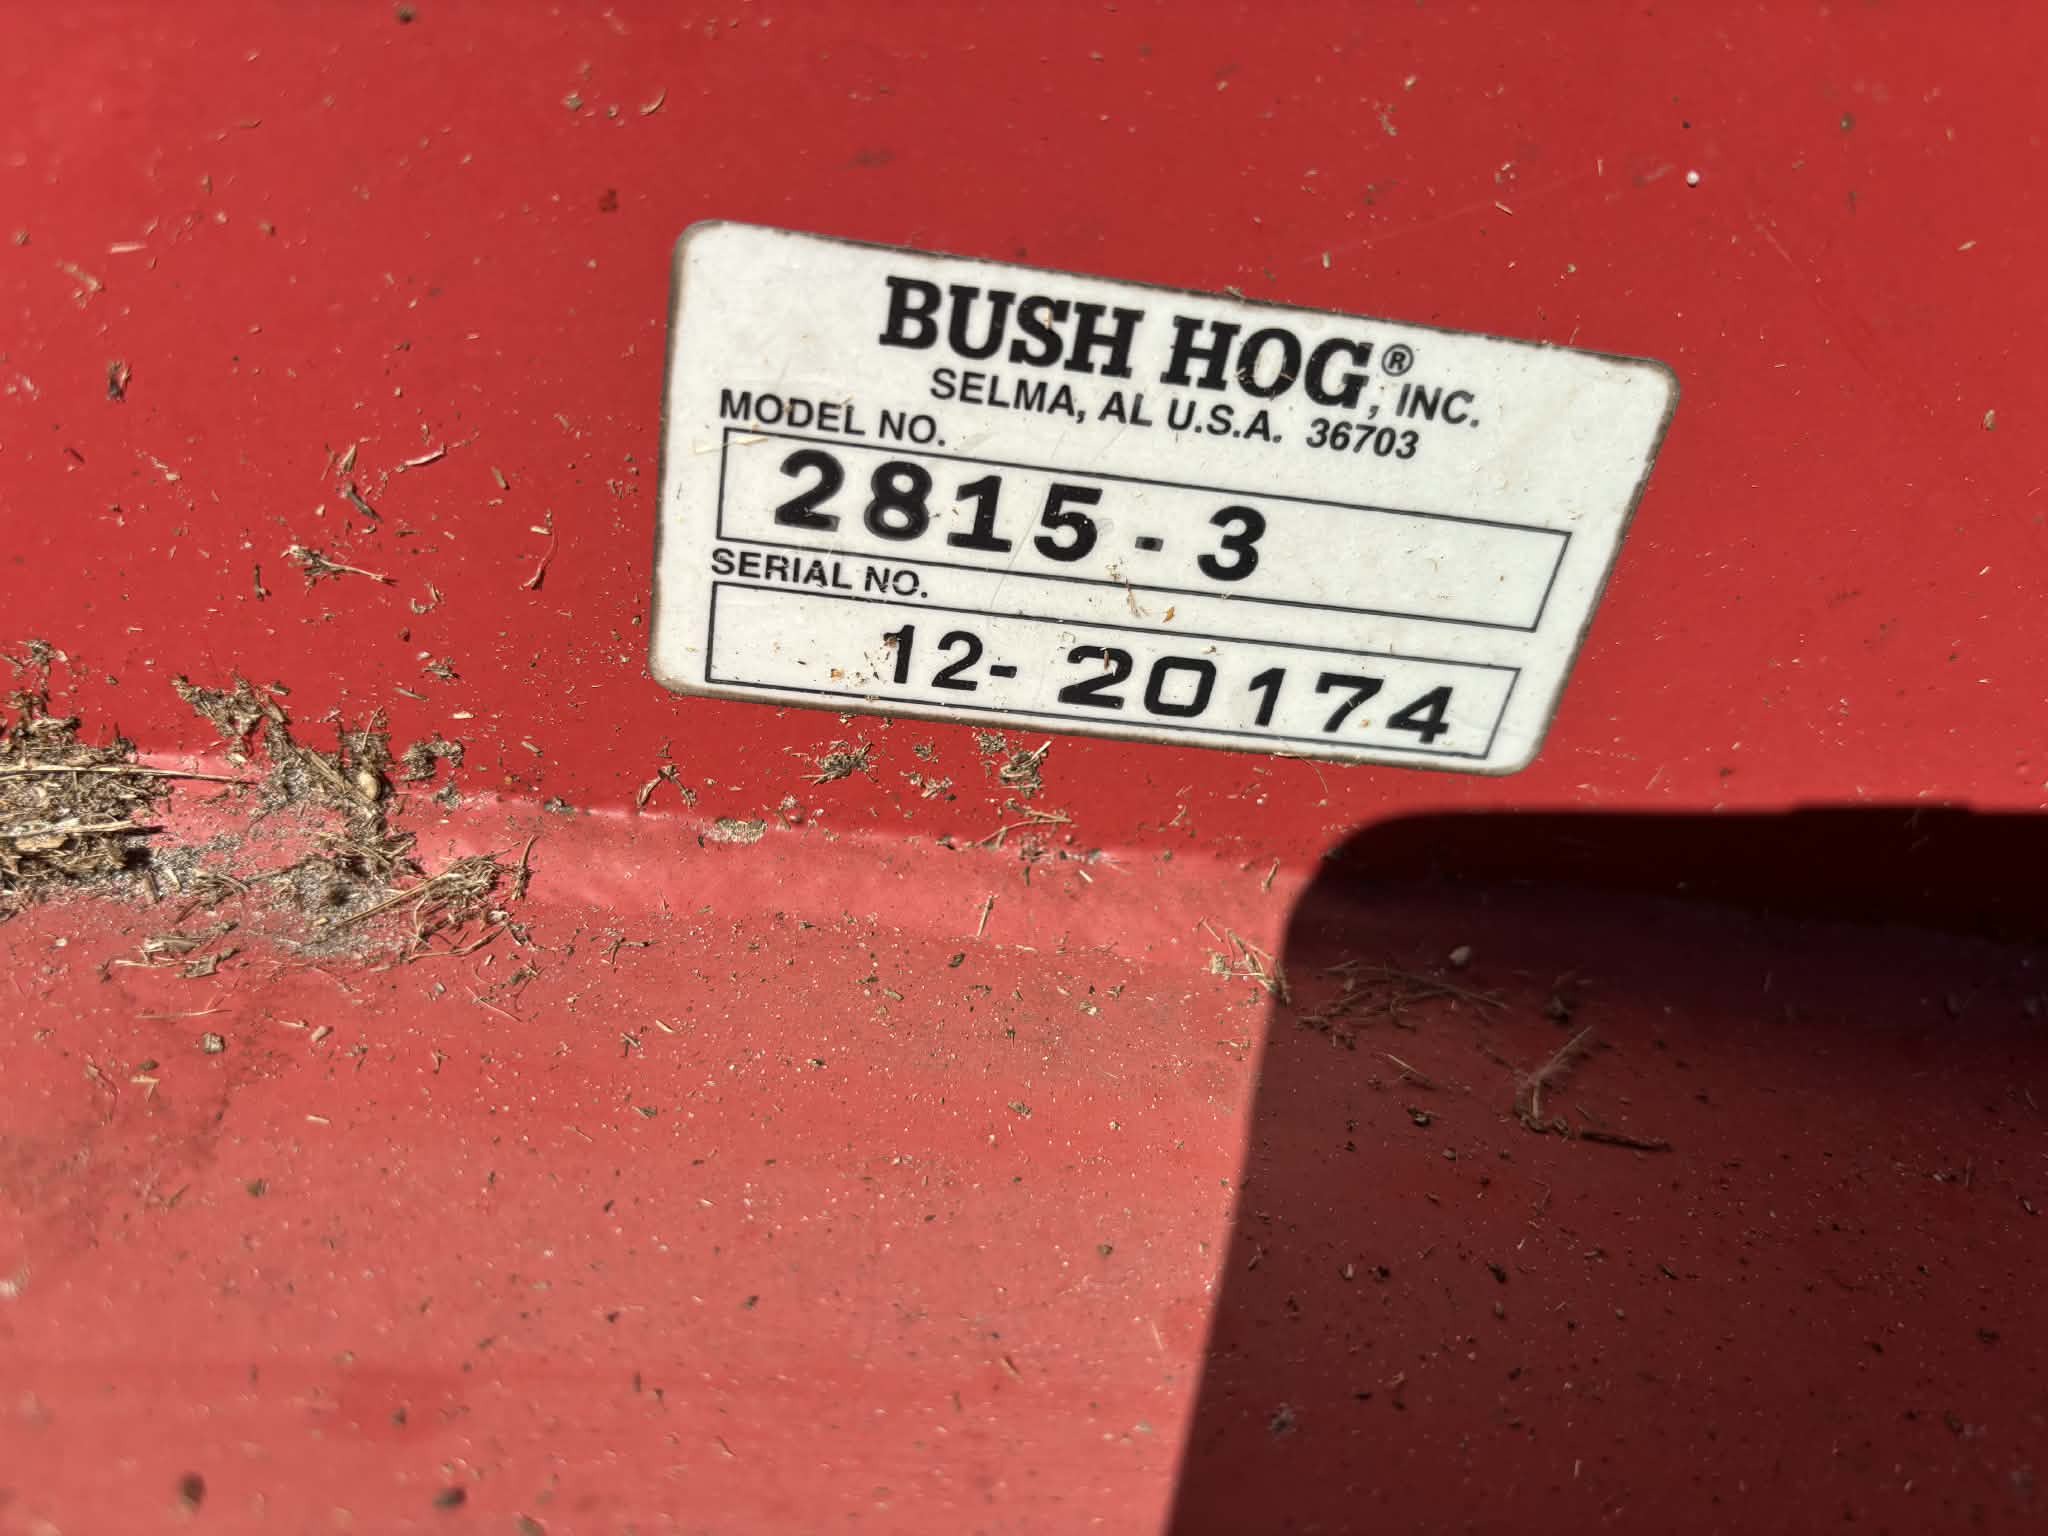 BUSH HOG®, INC.
SELMA, AL U.S.A. 36703
MODEL NO.
2815-3
SERIAL NO.
12-20174